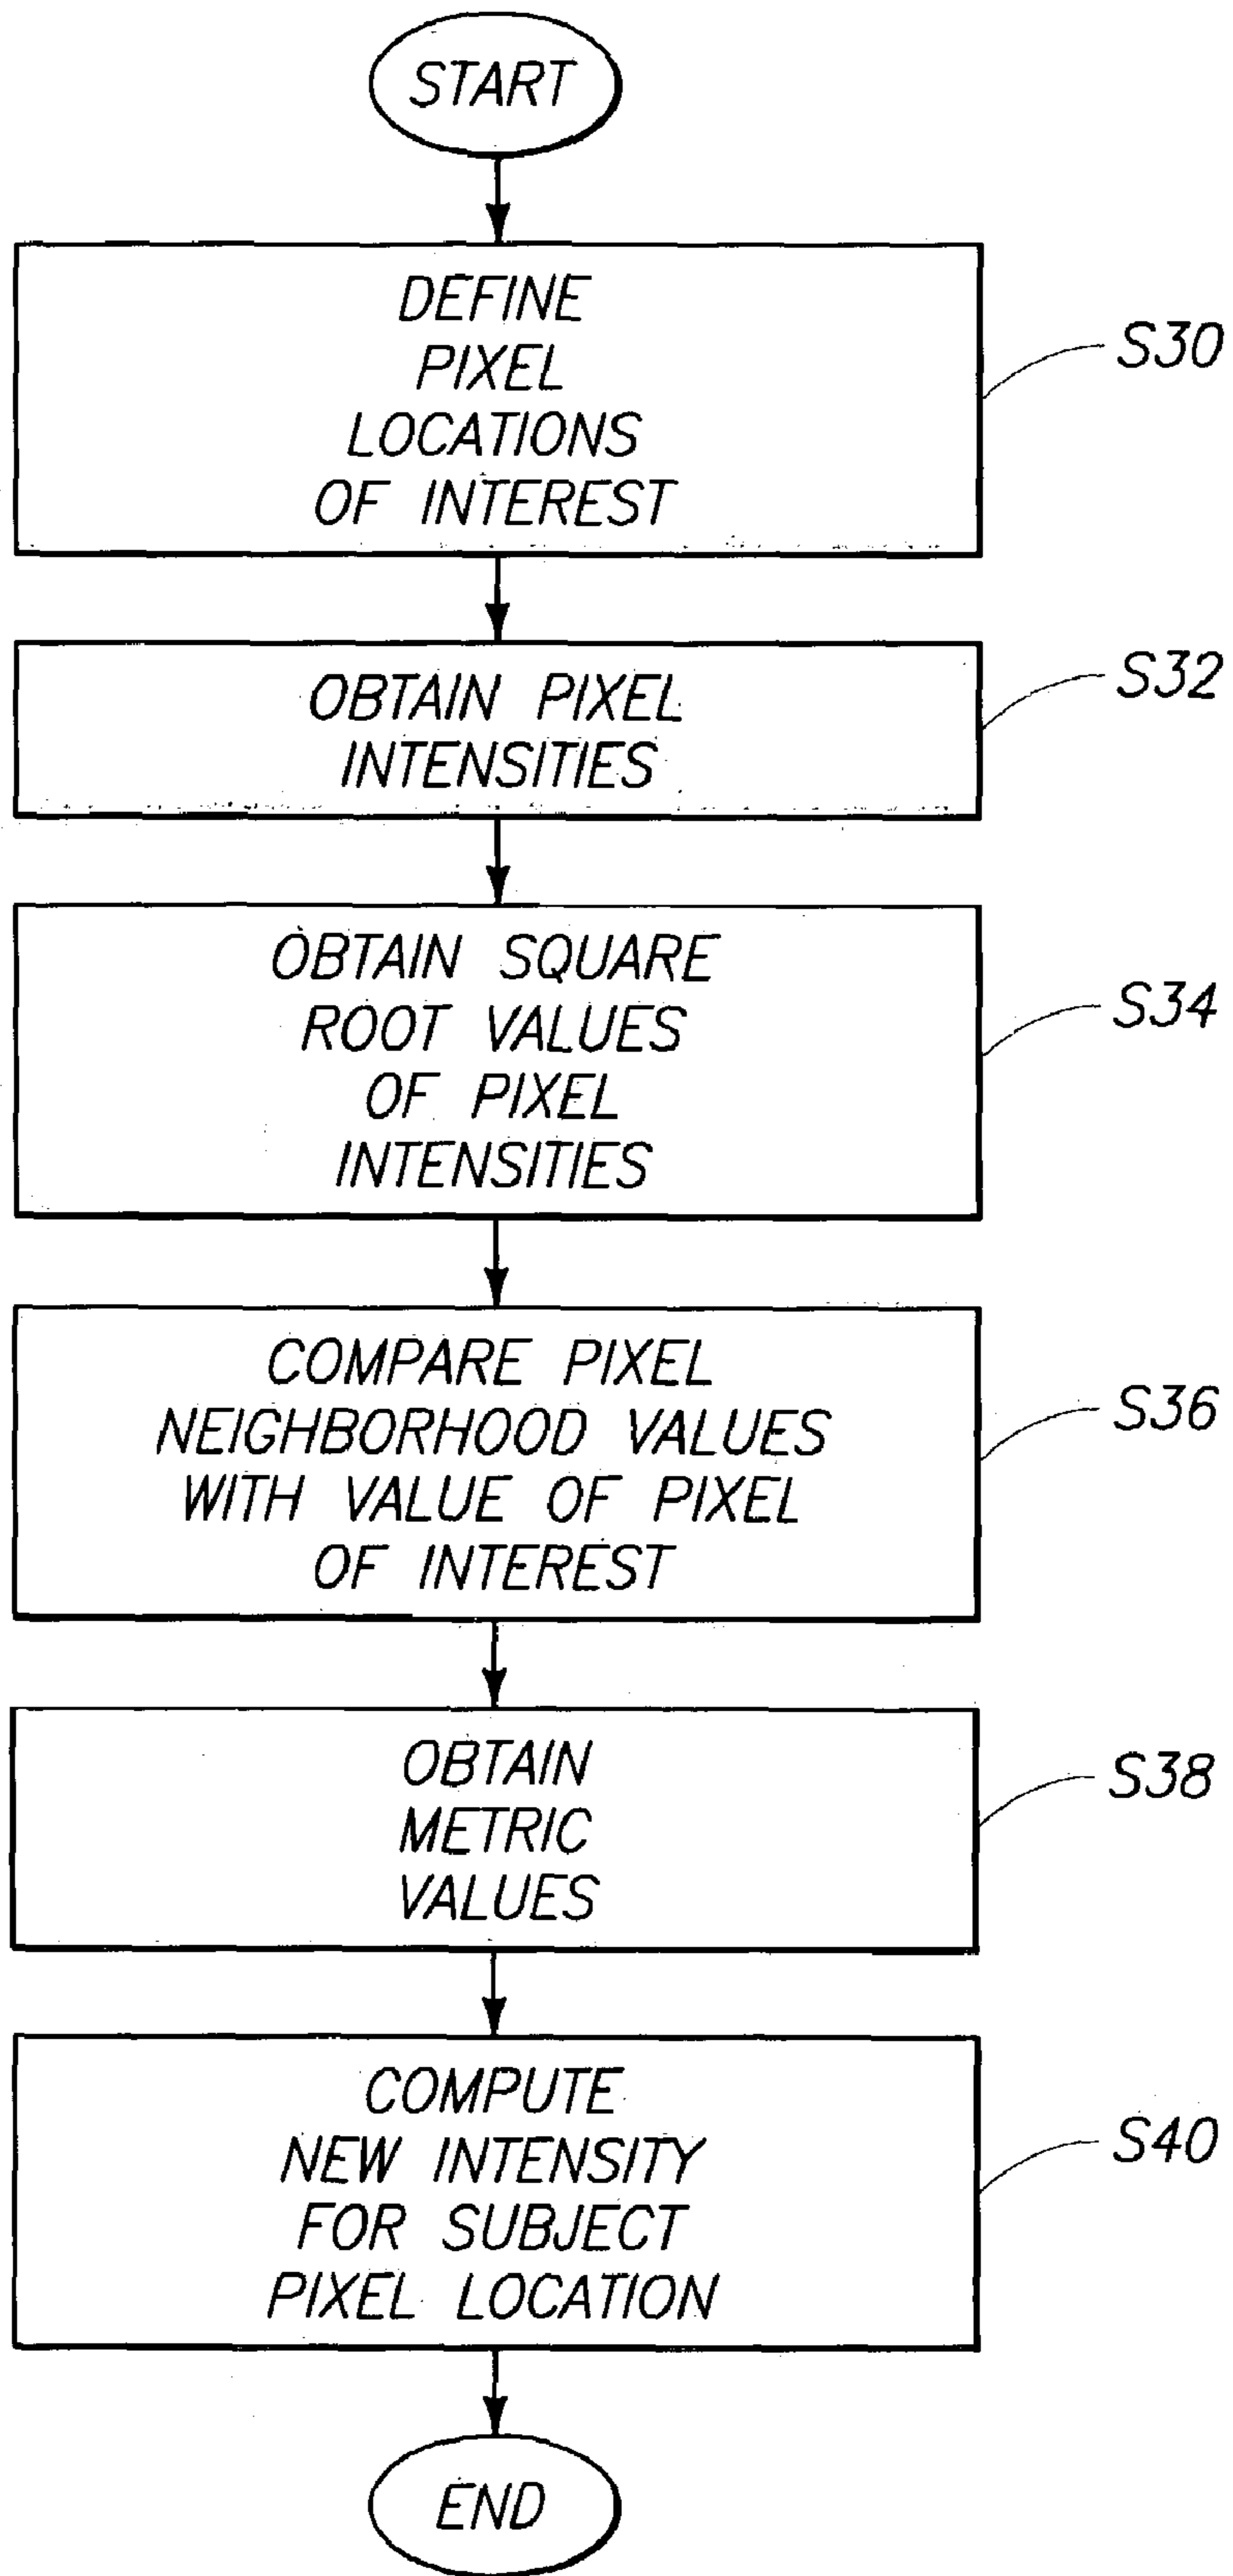 START
DEFINE
PIXEL
LOCATIONS
OF INTEREST
S30
OBTAIN PIXEL
INTENSITIES
S32
OBTAIN SQUARE
ROOT VALUES
OF PIXEL
INTENSITIES
S34
COMPARE PIXEL
NEIGHBORHOOD VALUES
WITH VALUE OF PIXEL
OF INTEREST
S36
OBTAIN
METRIC
VALUES
S38
COMPUTE
NEW INTENSITY
FOR SUBJECT
PIXEL LOCATION
S40
END